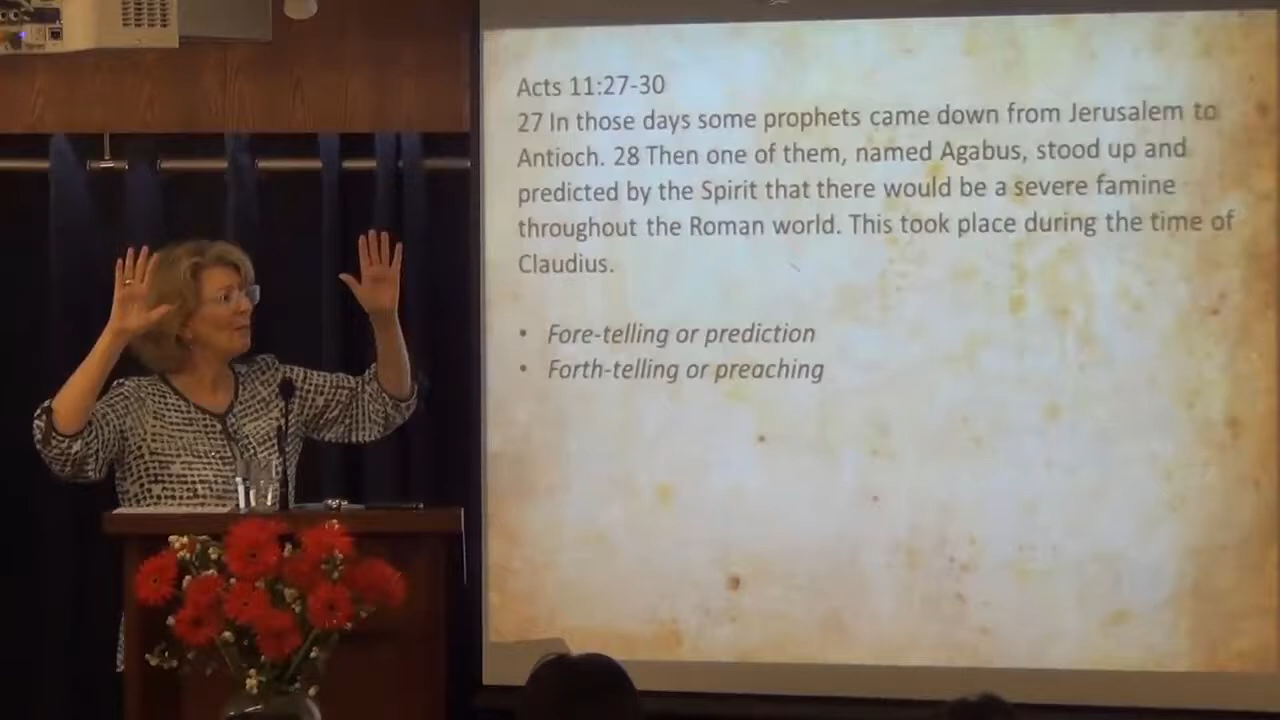 Acts 11:27-30
27 In those days some prophets came down from Jerusalem to
Antioch. 28 Then one of them, named Agabus, stood up and
predicted by the Spirit that there would be a severe famine
throughout the Roman world. This took place during the time of
Claudius.
• Fore-telling or prediction
• Forth-telling or preaching